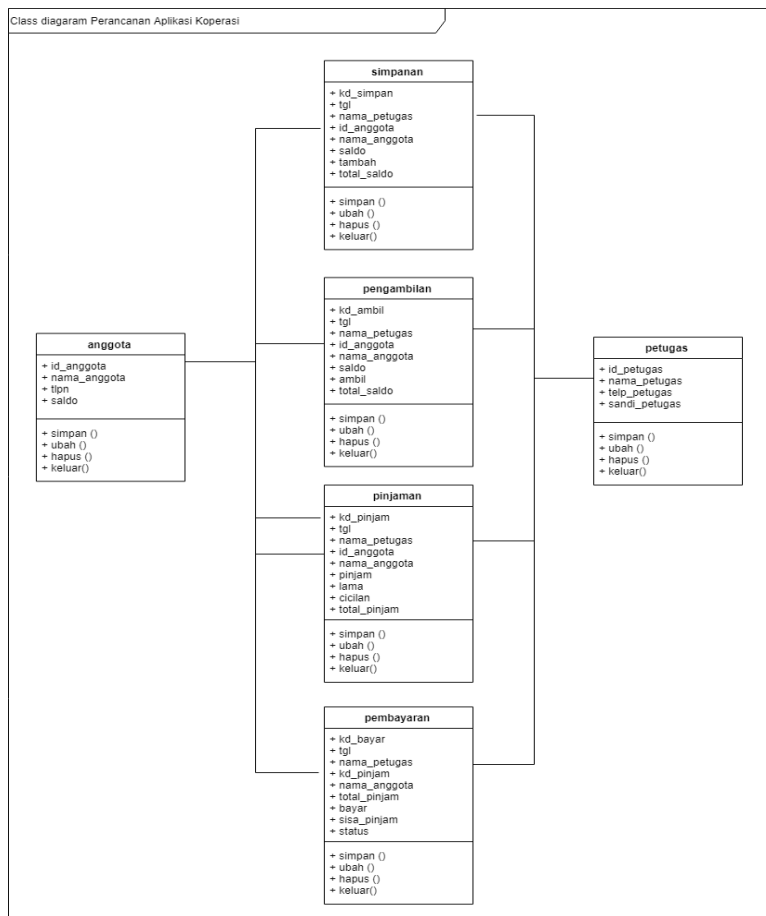 Class diagaram Perancanan Aplikasi Koperasi
simpanan
+ kd_simpan
+ tgl
+ nama_petugas
+ id_anggota
+ nama_anggota
+ saldo
+ tambah
+ total_saldo
+ simpan ()
+ ubah ()
+ hapus ()
+ keluar()
pengambilan
+ kd_ambil
+ tgl
+ nama_petugas
+ id_anggota
+ nama_anggota
+ saldo
+ ambil
+ total_saldo
+ simpan ()
+ ubah ()
+ hapus ()
+ keluar()
anggota
+ id_anggota
+ nama_anggota
+ tlpn
+ saldo
+ simpan ()
+ ubah ()
+ hapus ()
+ keluar()
petugas
+ id_petugas
+ nama_petugas
+ telp_petugas
+ sandi_petugas
+ simpan ()
+ ubah ()
+ hapus ()
+ keluar()
pinjaman
+ kd_pinjam
+ tgl
+ nama_petugas
+ id_anggota
+ nama_anggota
+ pinjam
+ lama
+ cicilan
+ total_pinjam
+ simpan ()
+ ubah ()
+ hapus ()
+ keluar()
pembayaran
+ kd_bayar
+ tgl
+ nama_petugas
+ kd_pinjam
+ nama_anggota
+ total_pinjam
+ bayar
+ sisa_pinjam
+ status
+ simpan ()
+ ubah ()
+ hapus ()
+ keluar()